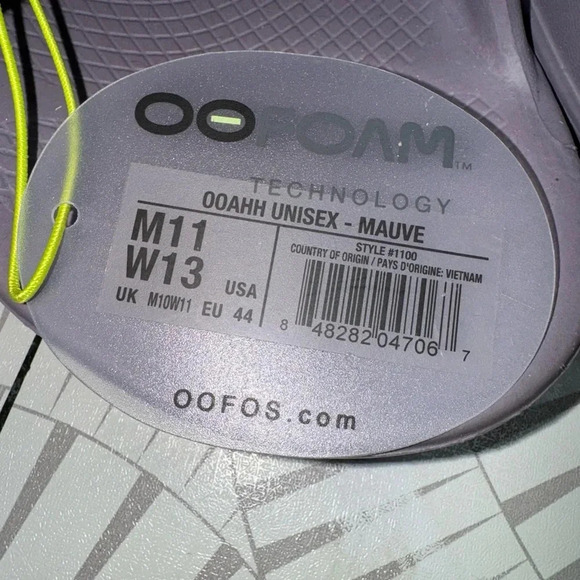 OOFOAM™
TECHNOLOGY
OOAHH UNISEX - MAUVE
M11
W13 USA
UK M10W11 EU 44
STYLE #1100
COUNTRY OF ORIGIN / PAYS D'ORIGINE: VIETNAM
8 48282 04706 7
OOFOS.com